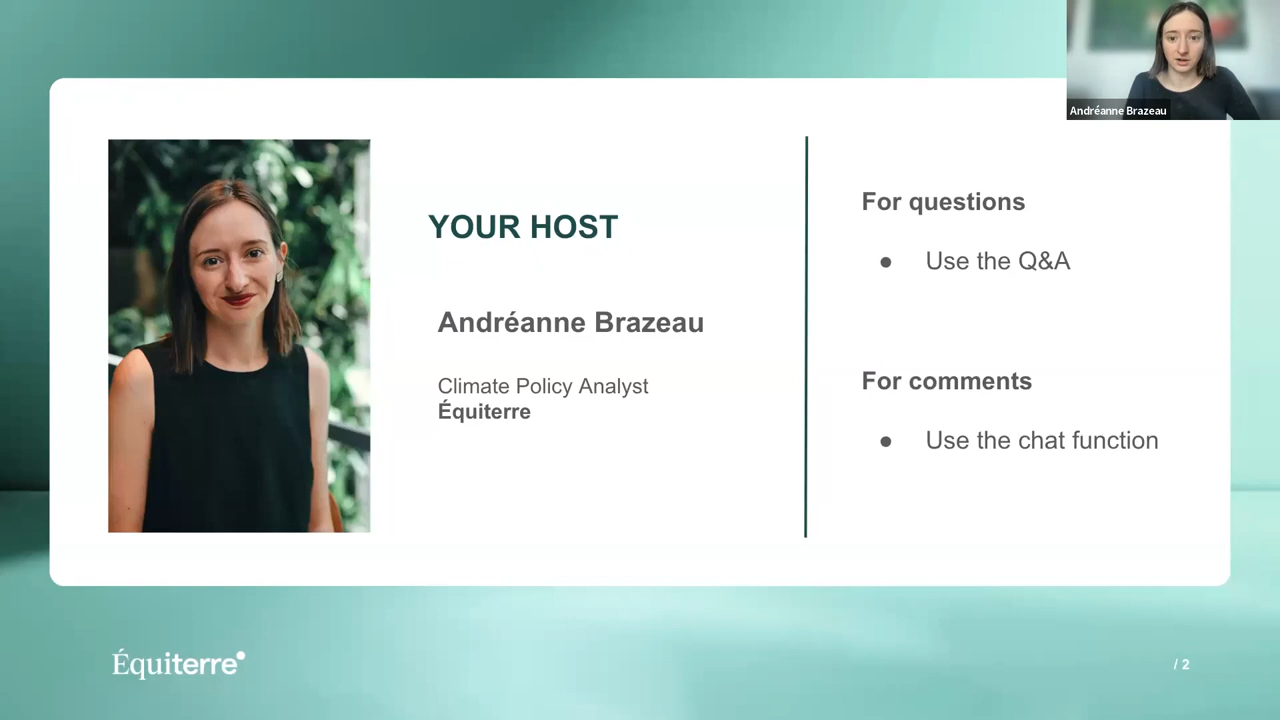 Andréanne Brazeau
YOUR HOST
Andréanne Brazeau
Climate Policy Analyst
Équiterre
For questions
● Use the Q&A
For comments
● Use the chat function
Équiterre
/ 2